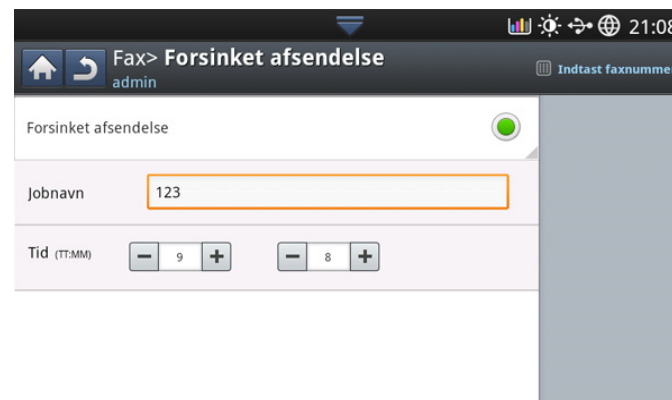 21:08
Fax> Forsinket afsendelse
admin
Indtast faxnumme
Forsinket afsendelse
Jobnavn
123
Tid (TT:MM)
9
8